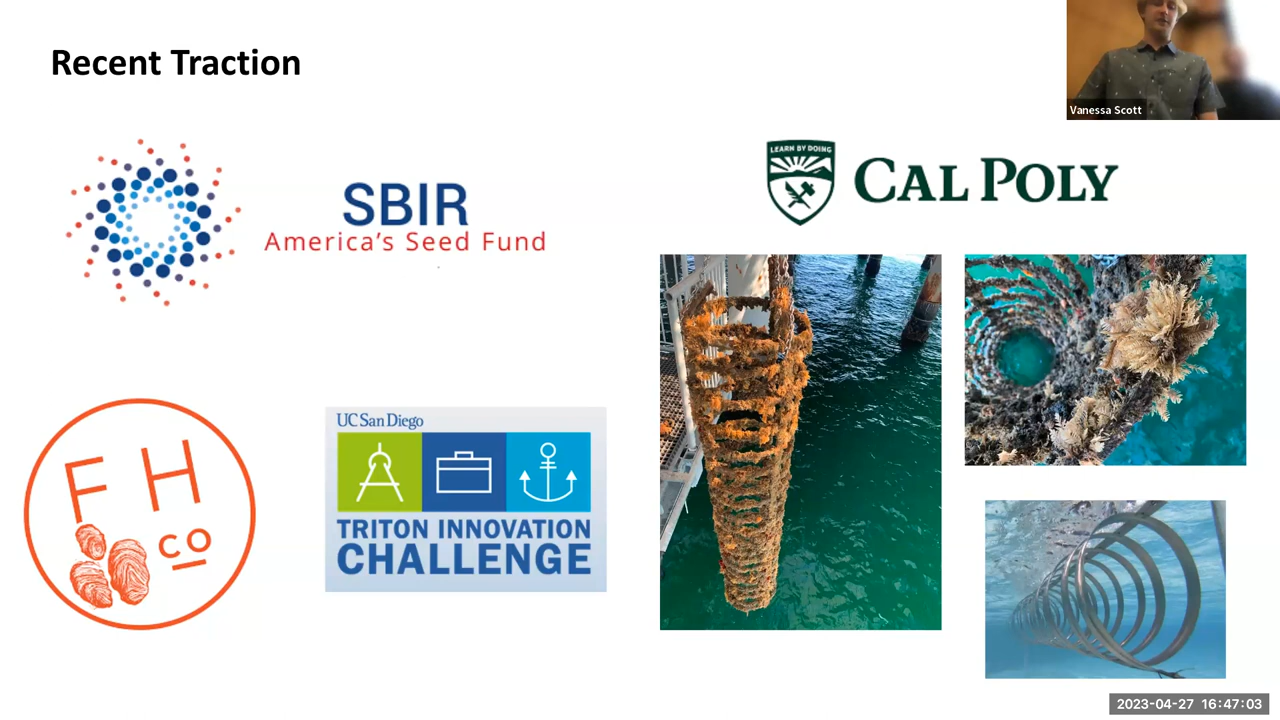 Recent Traction
Vanessa Scott
SBIR
America's Seed Fund
LEARN BY DOING
CAL POLY
F H
CO
UC San Diego
TRITON INNOVATION
CHALLENGE
2023-04-27 16:47:03